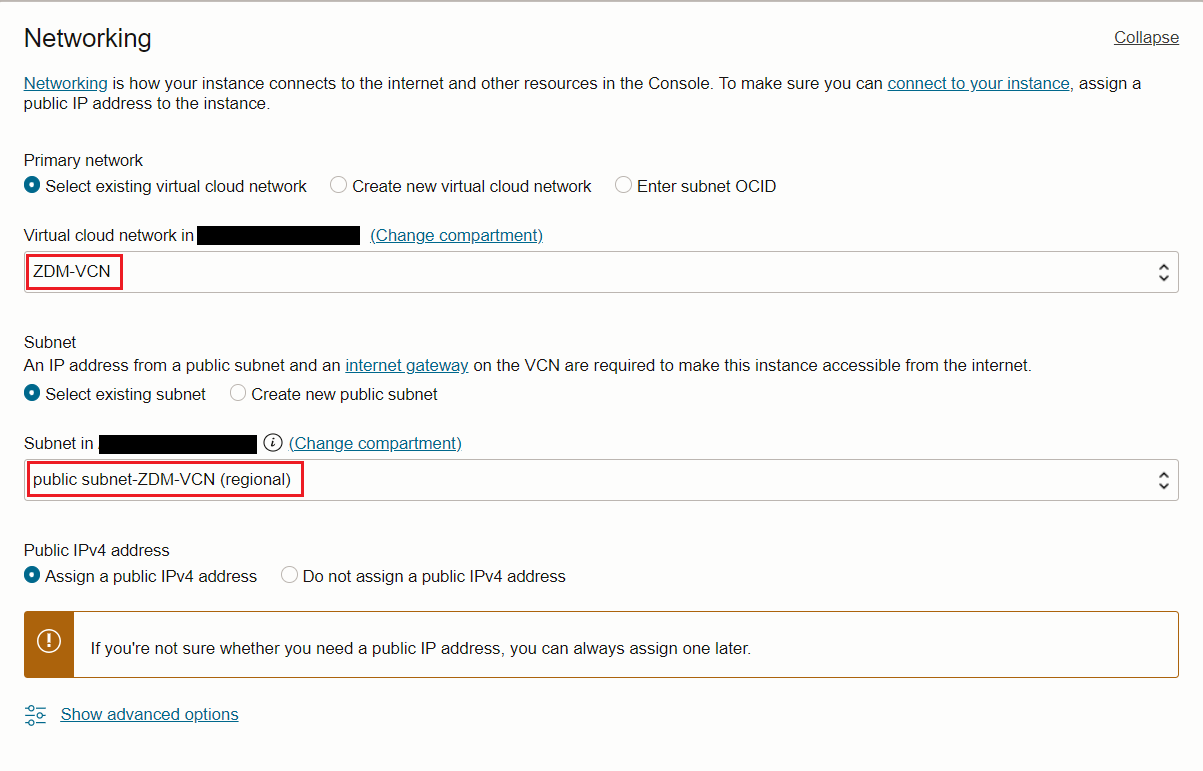 Networking
Collapse
Networking is how your instance connects to the internet and other resources in the Console. To make sure you can connect to your instance, assign a
public IP address to the instance.
Primary network
Select existing virtual cloud network Create new virtual cloud network Enter subnet OCID
Virtual cloud network in (Change compartment)
ZDM-VCN
Subnet
An IP address from a public subnet and an internet gateway on the VCN are required to make this instance accessible from the internet.
Select existing subnet Create new public subnet
Subnet in (Change compartment)
public subnet-ZDM-VCN (regional)
Public IPv4 address
Assign a public IPv4 address Do not assign a public IPv4 address
If you're not sure whether you need a public IP address, you can always assign one later.
Show advanced options